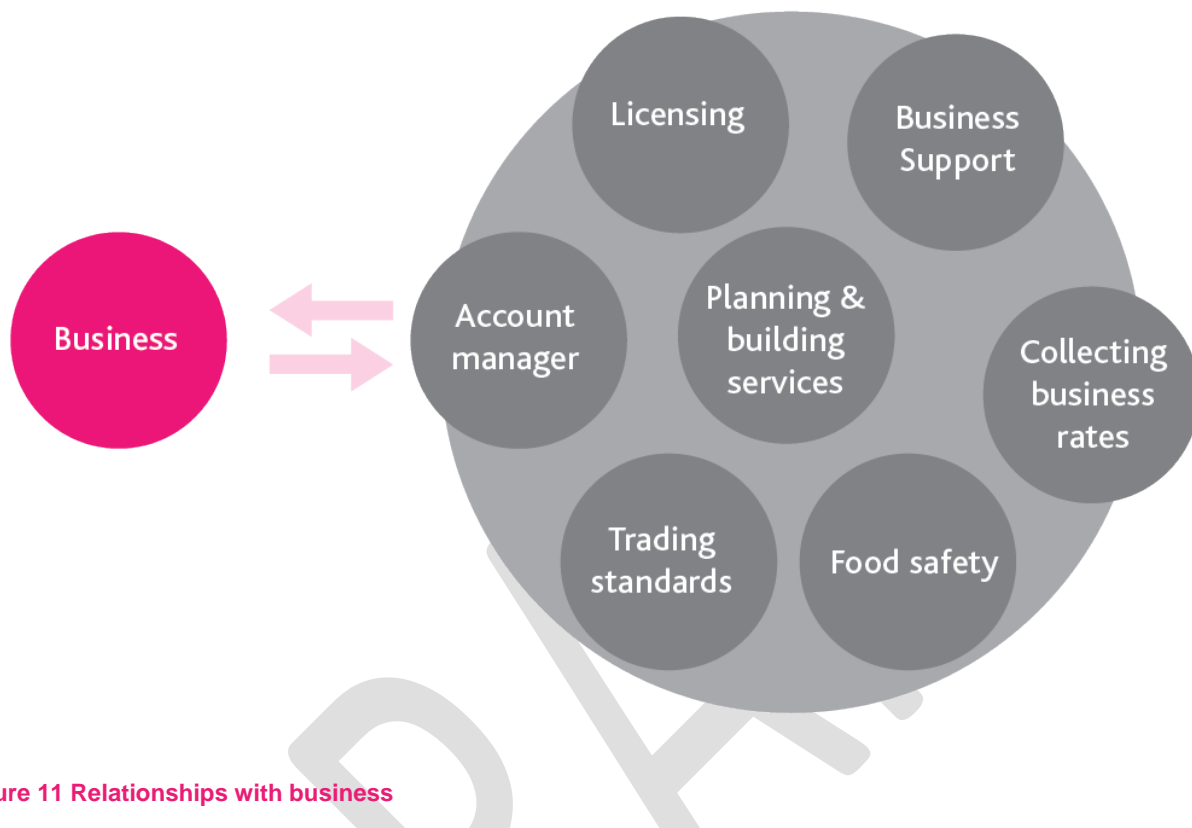 Licensing
Business
Support
Business
Account
manager
Planning &
building
services
Collecting
business
rates
Trading
standards
Food safety
ure 11 Relationships with business